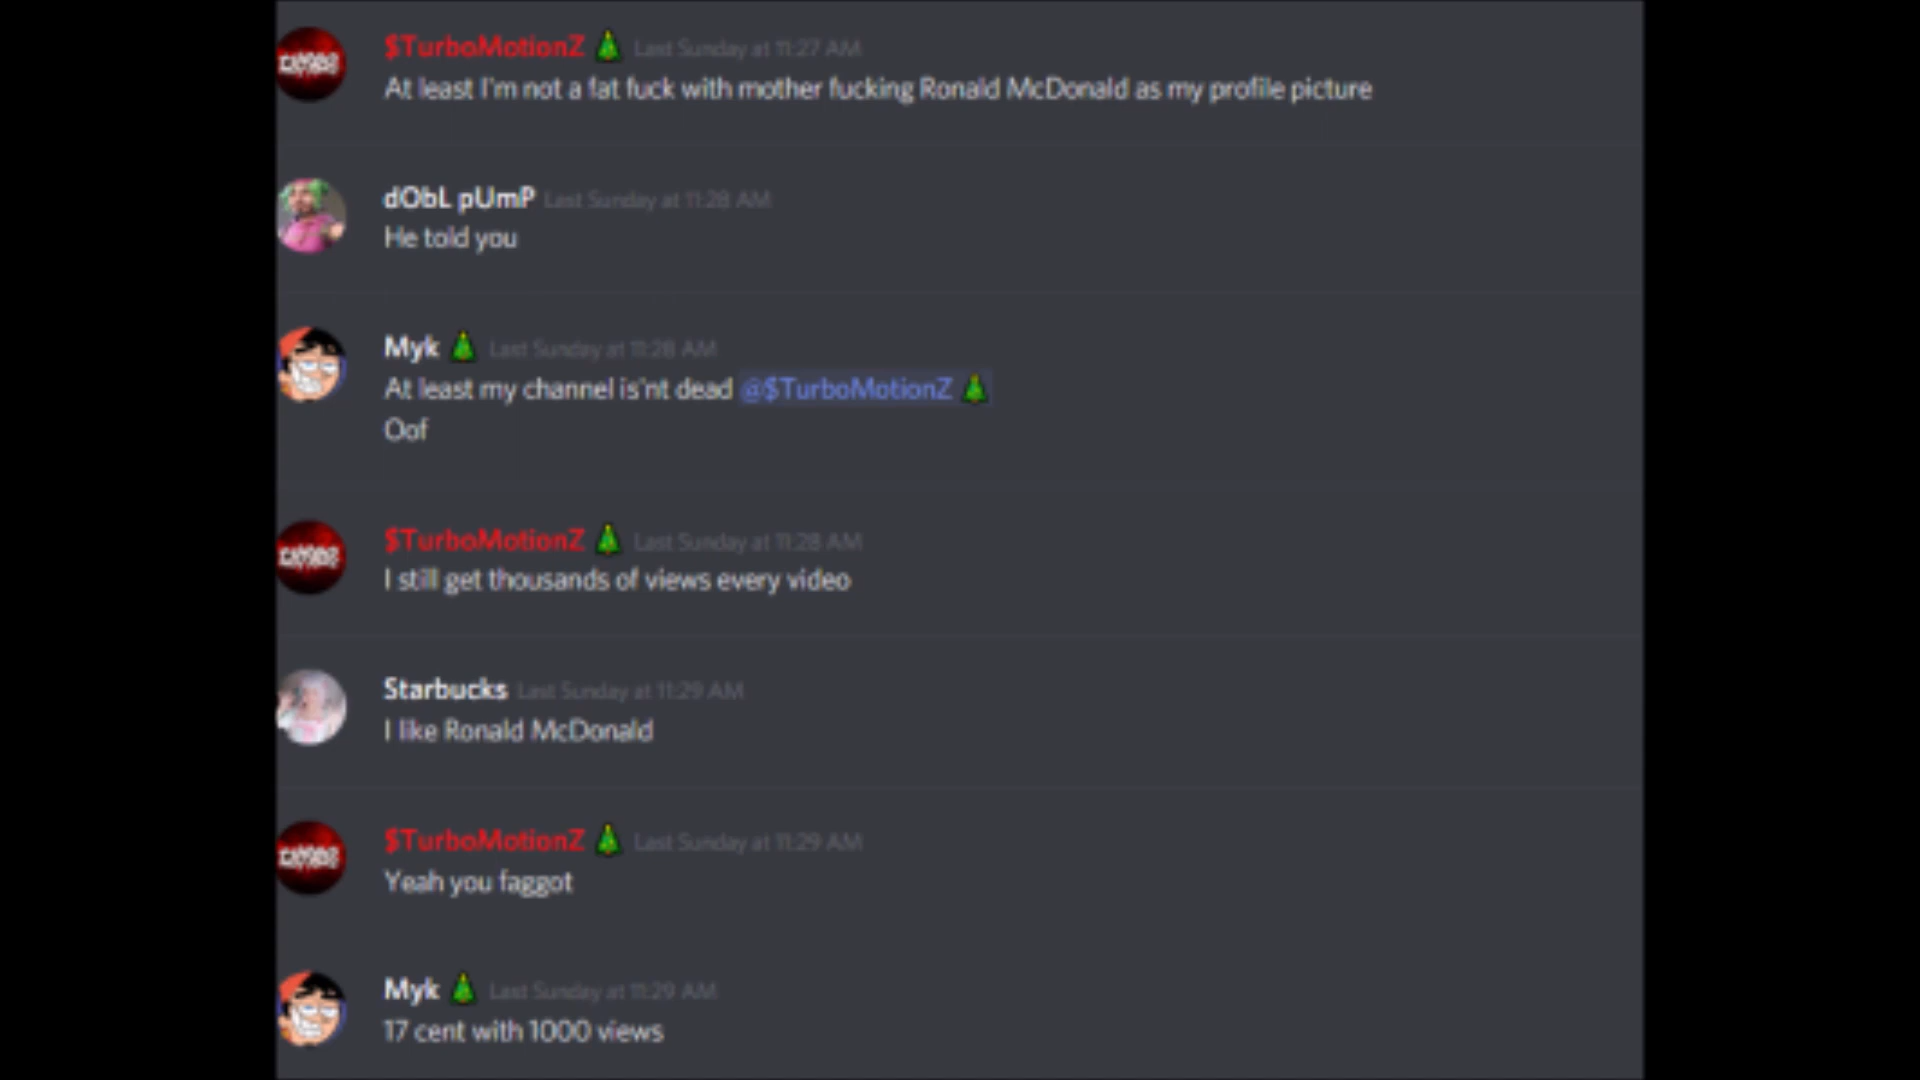 $TurboMotionZ🎄 Last Sunday at 11:27 AM
At least I'm not a fat fuck with mother fucking Ronald McDonald as my profile picture
dObL pUmP Last Sunday at 11:28 AM
He told you
Myk🎄 Last Sunday at 11:28 AM
At least my channel is'nt dead @$TurboMotionZ🎄
Oof
$TurboMotionZ🎄 Last Sunday at 11:28 AM
I still get thousands of views every video
Starbucks Last Sunday at 11:29 AM
I like Ronald McDonald
$TurboMotionZ🎄 Last Sunday at 11:29 AM
Yeah you faggot
Myk🎄 Last Sunday at 11:29 AM
17 cent with 1000 views